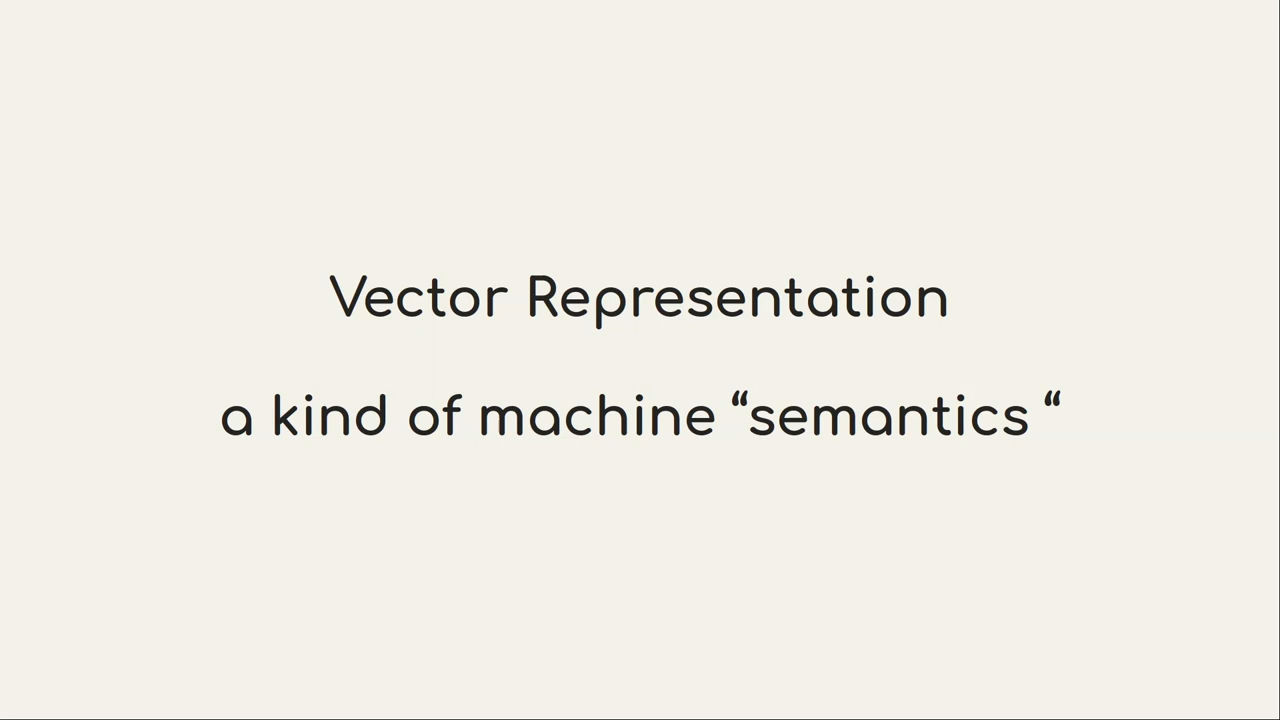 Vector Representation
a kind of machine “semantics “